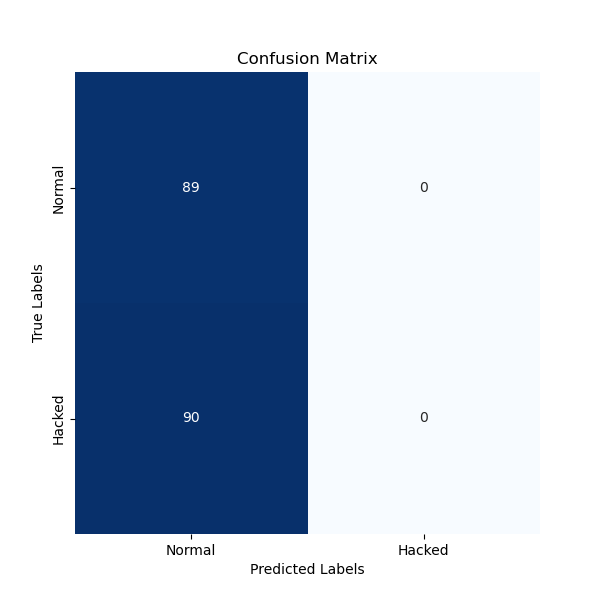 Confusion Matrix
True Labels
Normal
89
0
Hacked
90
0
Normal
Hacked
Predicted Labels